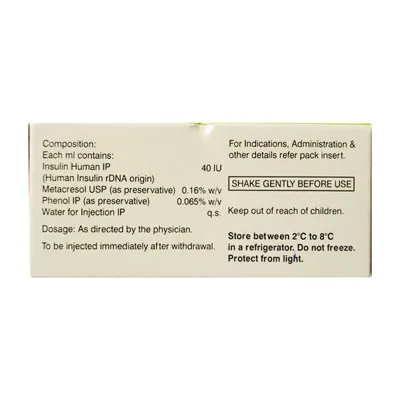 Composition:
Each ml contains:
Insulin Human IP 40 IU
(Human Insulin rDNA origin)
Metacresol USP (as preservative) 0.16% w/v
Phenol IP (as preservative) 0.065% w/v
Water for Injection IP q.s.
Dosage: As directed by the physician.
To be injected immediately after withdrawal.
For Indications, Administration &
other details refer pack insert.
SHAKE GENTLY BEFORE USE
Keep out of reach of children.
Store between 2°C to 8°C
in a refrigerator. Do not freeze.
Protect from light.